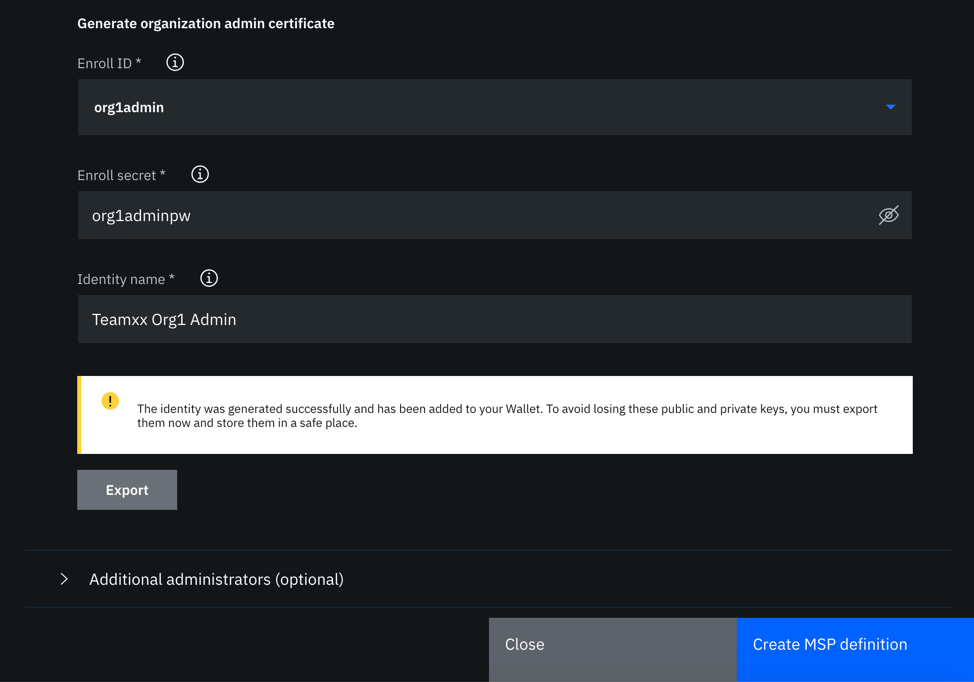 Generate organization admin certificate
Enroll ID *
org1admin
Enroll secret *
org1adminpw
Identity name *
Teamxx Org1 Admin
The identity was generated successfully and has been added to your Wallet. To avoid losing these public and private keys, you must export
them now and store them in a safe place.
Export
Additional administrators (optional)
Close
Create MSP definition